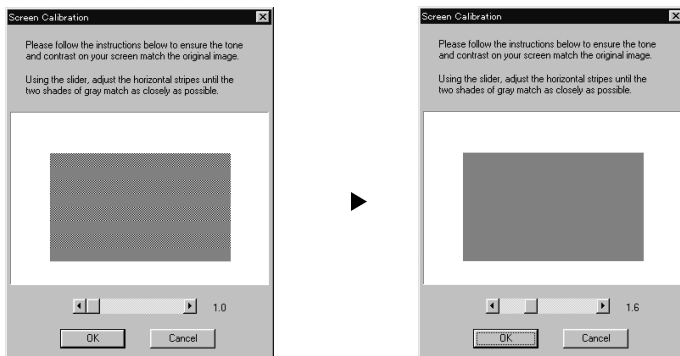 Screen Calibration
Please follow the instructions below to ensure the tone
and contrast on your screen match the original image.
Using the slider, adjust the horizontal stripes until the
two shades of gray match as closely as possible.
1.0
OK Cancel
Screen Calibration
Please follow the instructions below to ensure the tone
and contrast on your screen match the original image.
Using the slider, adjust the horizontal stripes until the
two shades of gray match as closely as possible.
1.6
OK Cancel